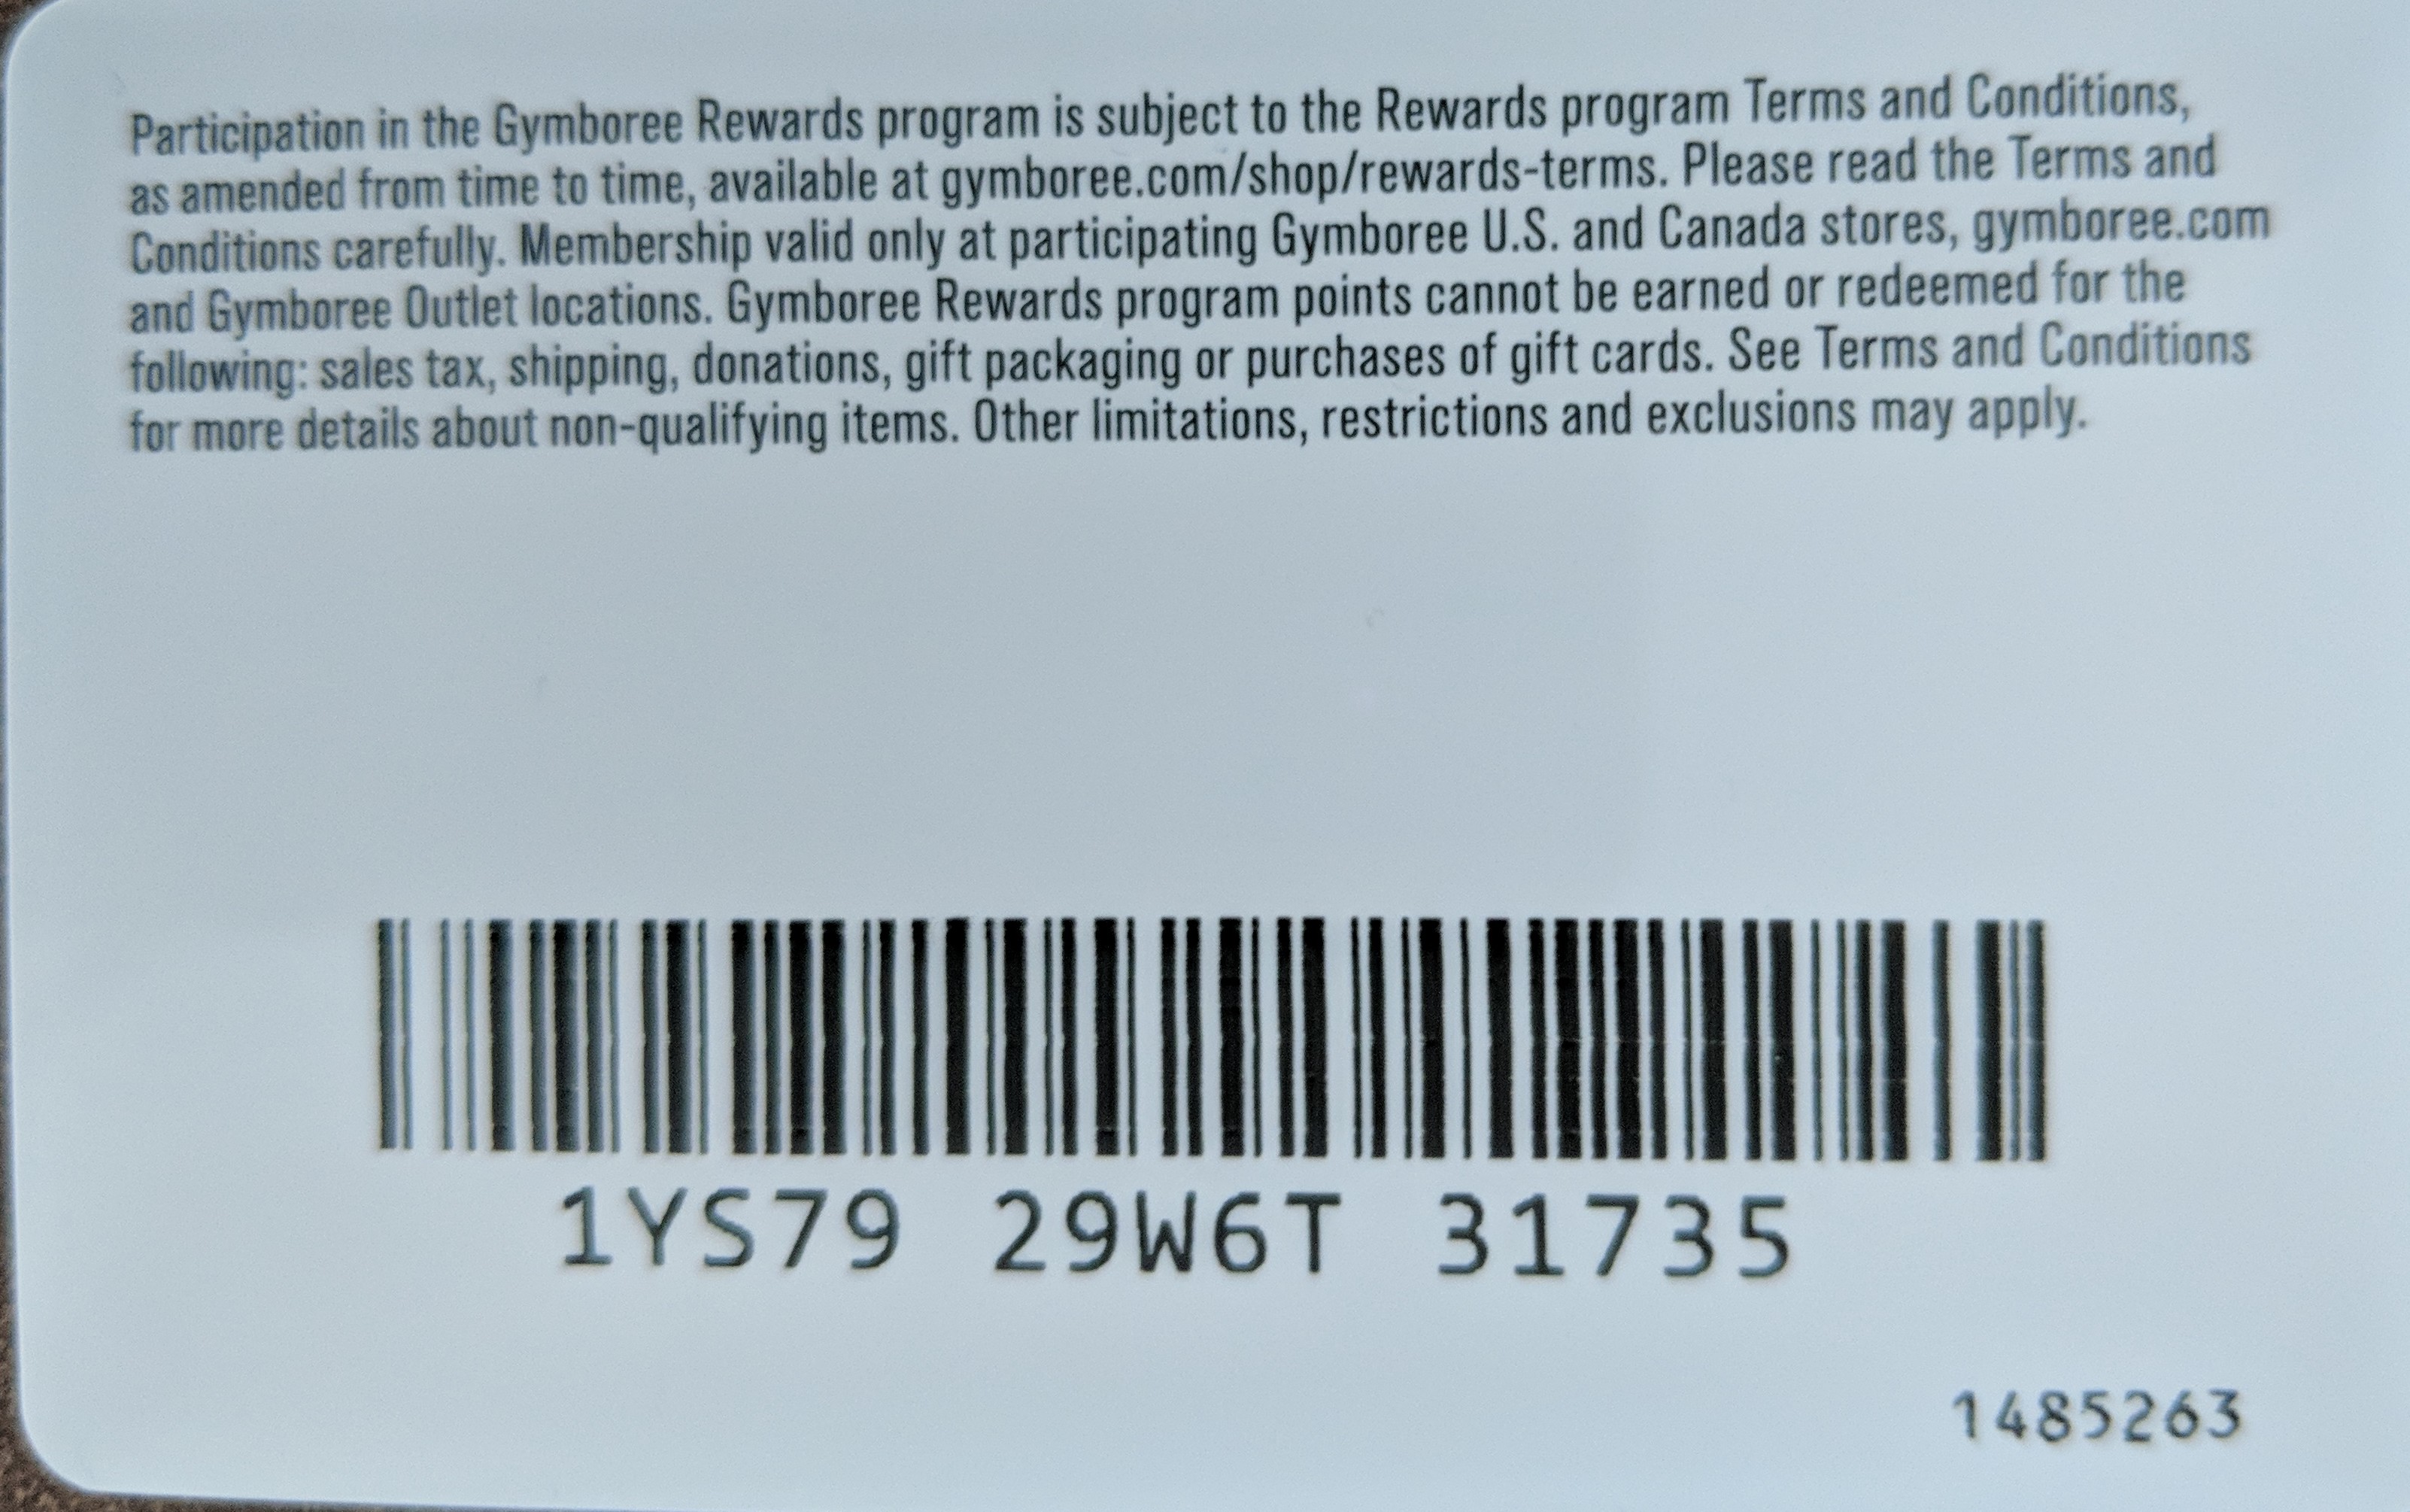 Participation in the Gymboree Rewards program is subject to the Rewards program Terms and Conditions,
as amended from time to time, available at gymboree.com/shop/rewards-terms. Please read the Terms and
Conditions carefully. Membership valid only at participating Gymboree U.S. and Canada stores, gymboree.com
and Gymboree Outlet locations. Gymboree Rewards program points cannot be earned or redeemed for the
following: sales tax, shipping, donations, gift packaging or purchases of gift cards. See Terms and Conditions
for more details about non-qualifying items. Other limitations, restrictions and exclusions may apply.
1YS79 29W6T 31735
1485263